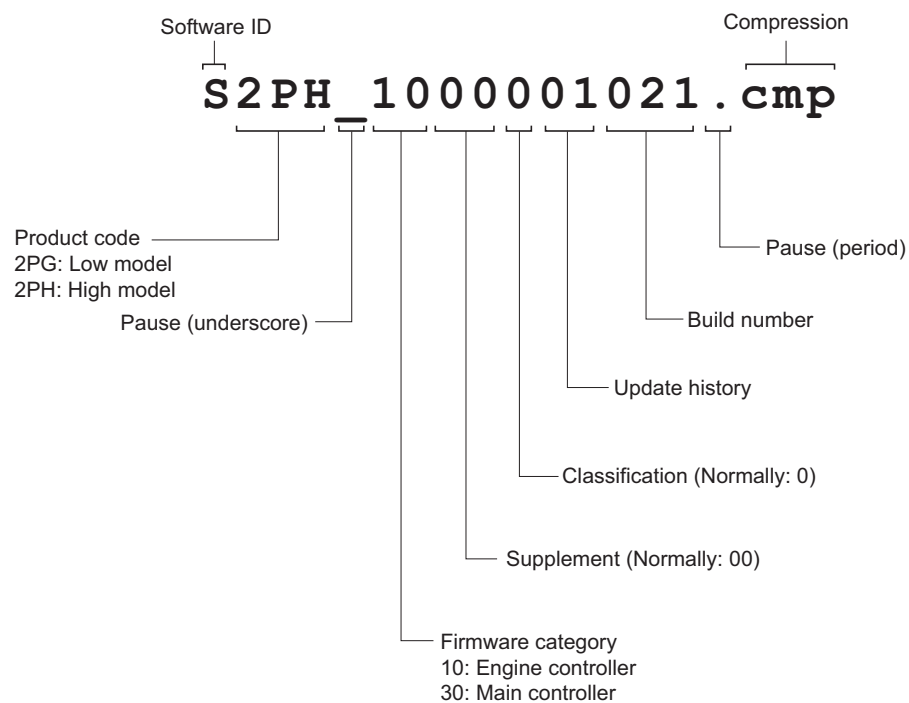 Software ID
Compression
S2PH_1000001021.cmp
Product code
2PG: Low model
2PH: High model
Pause (underscore)
Pause (period)
Build number
Update history
Classification (Normally: 0)
Supplement (Normally: 00)
Firmware category
10: Engine controller
30: Main controller